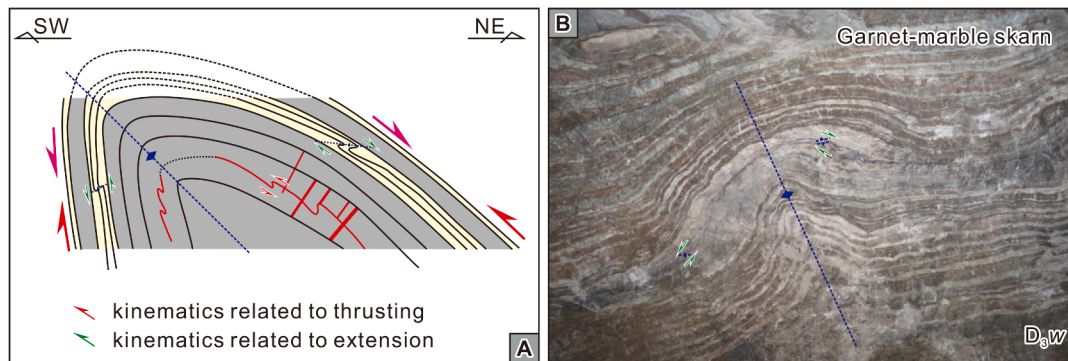 SW
NE
kinematics related to thrusting
kinematics related to extension
A
B
Garnet-marble skarn
D₃w